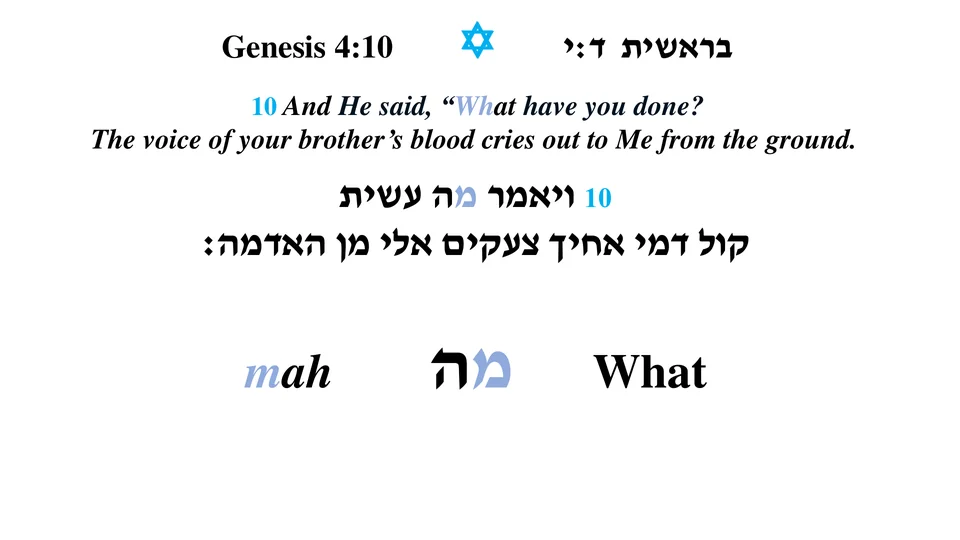 Genesis 4:10 בראשית ד:י
10 And He said, “What have you done?
The voice of your brother’s blood cries out to Me from the ground.
10 ויאמר מה עשית
קול דמי אחיך צעקים אלי מן האדמה:
mah מה What